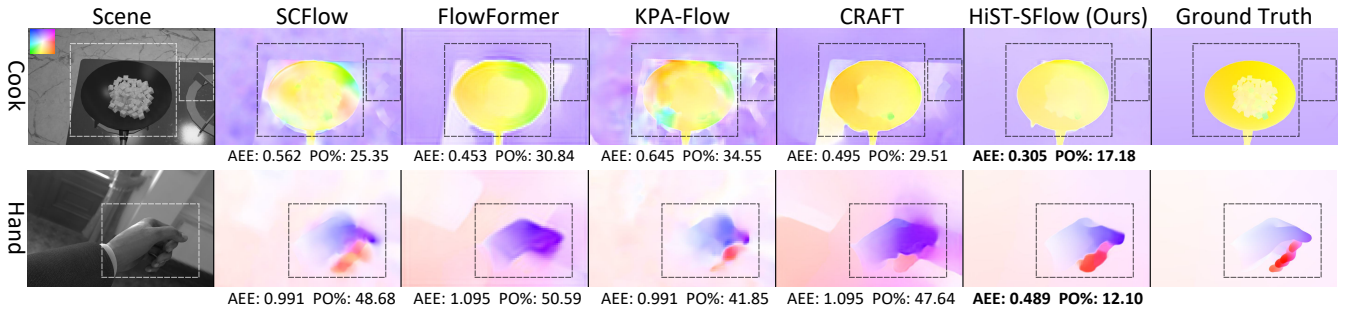 Scene SCFlow FlowFormer KPA-Flow CRAFT HiST-SFlow (Ours) Ground Truth
Cook
AEE: 0.562 PO%: 25.35 AEE: 0.453 PO%: 30.84 AEE: 0.645 PO%: 34.55 AEE: 0.495 PO%: 29.51 AEE: 0.305 PO%: 17.18
Hand
AEE: 0.991 PO%: 48.68 AEE: 1.095 PO%: 50.59 AEE: 0.991 PO%: 41.85 AEE: 1.095 PO%: 47.64 AEE: 0.489 PO%: 12.10